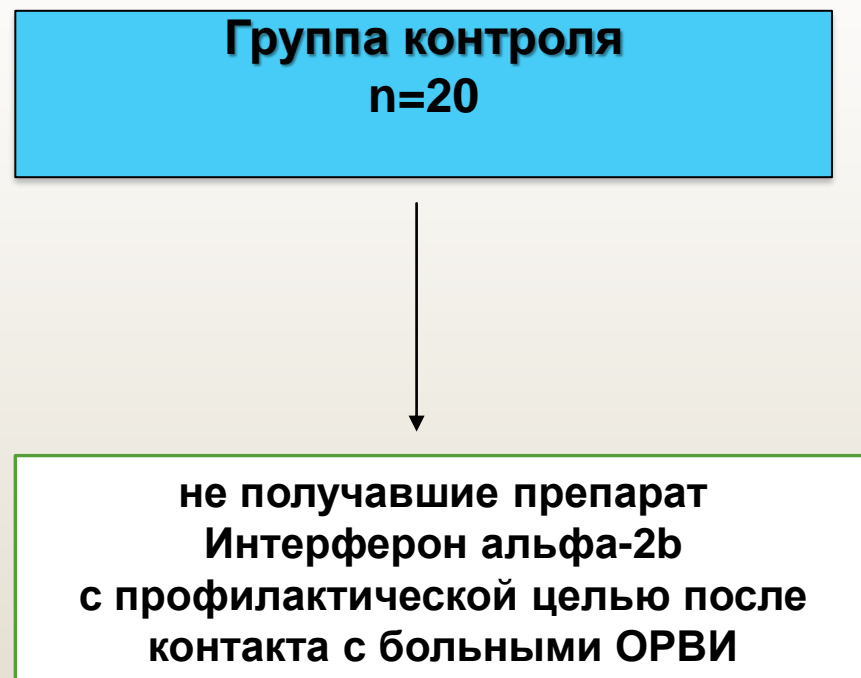 Группа контроля
n=20
не получавшие препарат
Интерферон альфа-2b
с профилактической целью после
контакта с больными ОРВИ